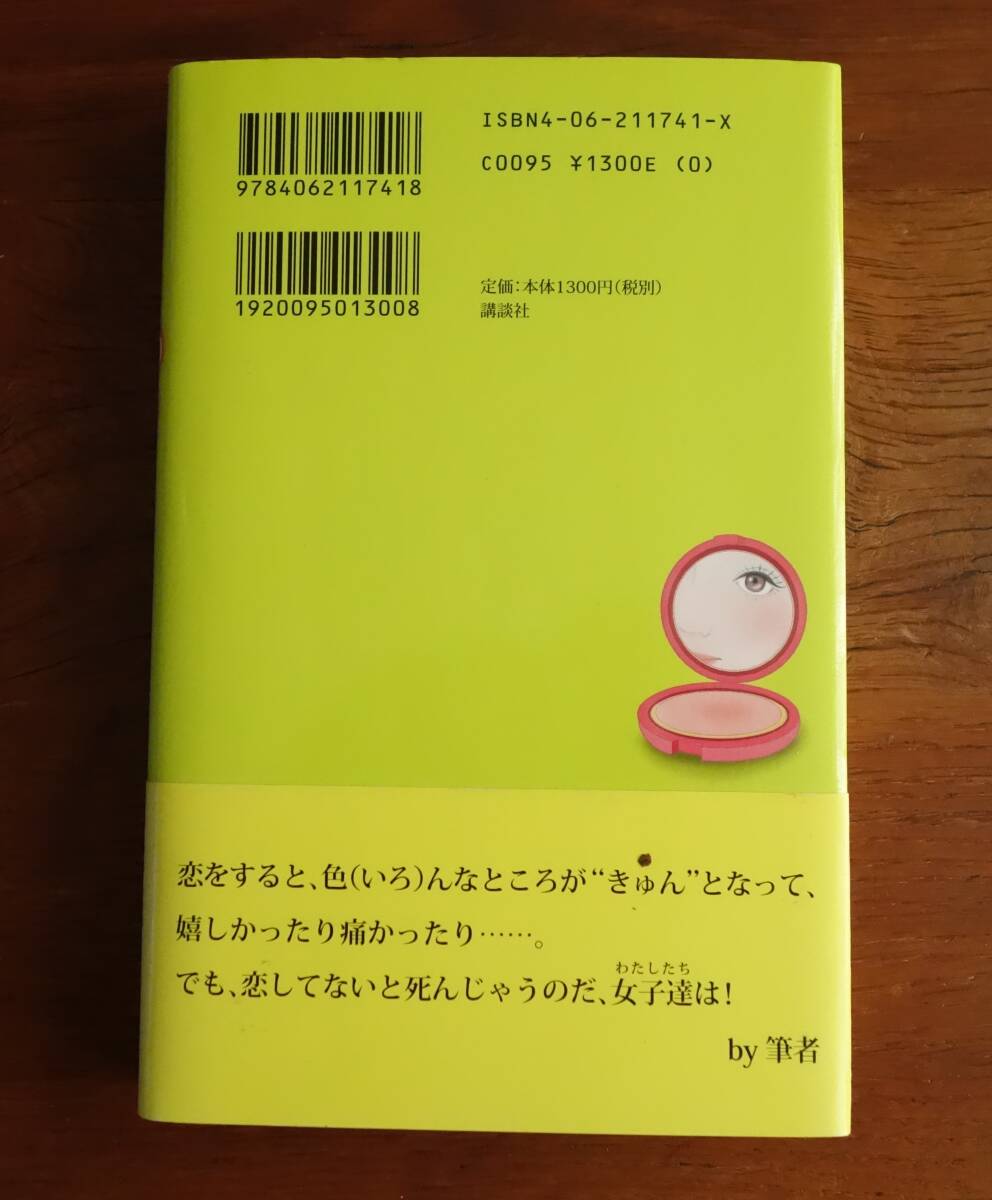 9784062117418
ISBN4-06-211741-X
C0095 ¥1300E (0)
1920095013008
定価:本体1300円(税別)
講談社
恋をすると、色(いろ)んなところが“きゅん”となって、
嬉しかったり痛かったり……。
わたしたち
でも、恋してないと死んじゃうのだ、女子達は!
by 筆者